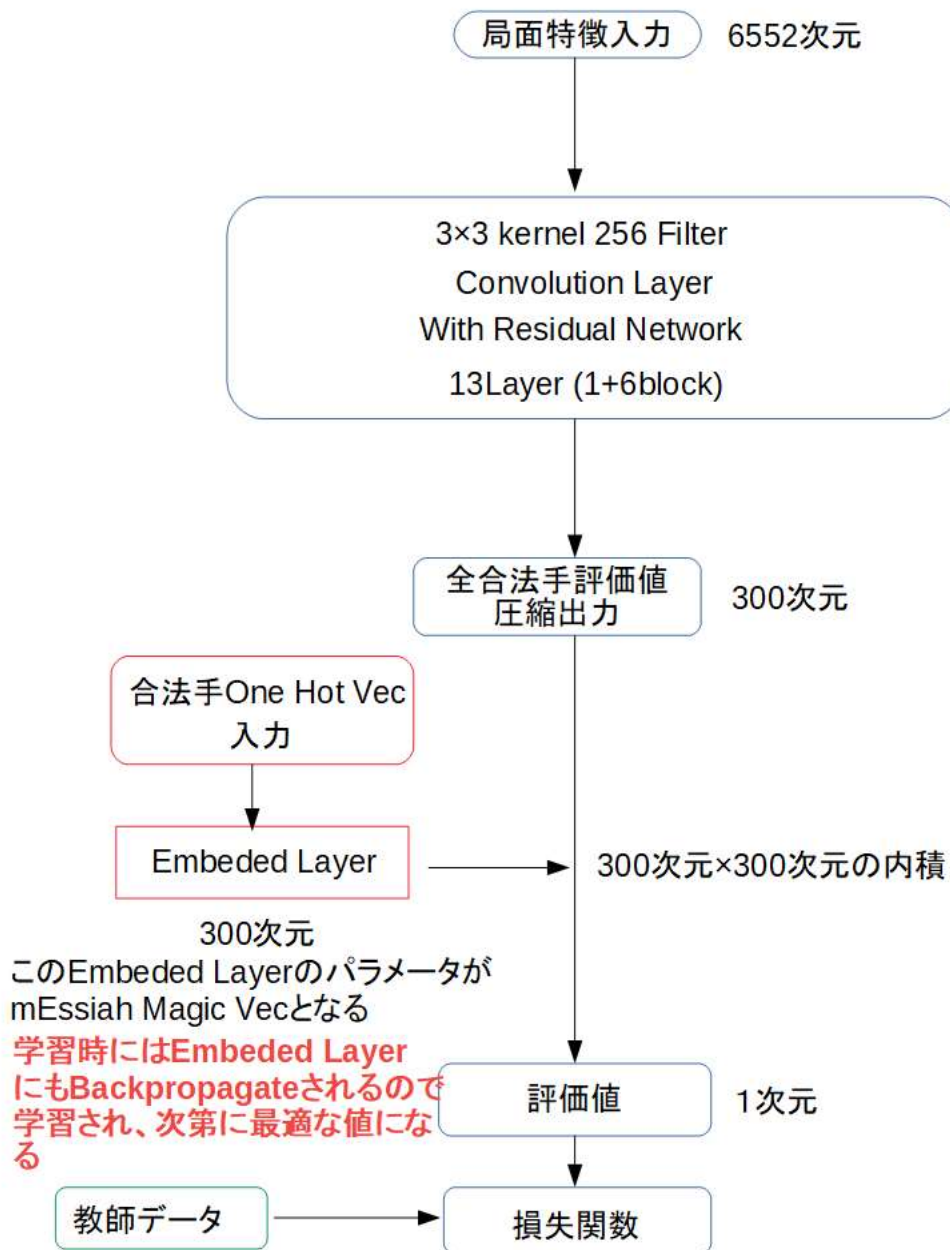 局面特徴入力
6552次元
3×3 kernel 256 Filter
Convolution Layer
With Residual Network
13Layer (1+6block)
全合法手評価値
圧縮出力
300次元
合法手One Hot Vec
入力
Embeded Layer
300次元×300次元の内積
300次元
このEmbeded Layerのパラメータが
mEssiah Magic Vecとなる
学習時にはEmbeded Layer
にもBackpropagateされるので
学習され、次第に最適な値にな
る
評価値
1次元
教師データ
損失関数